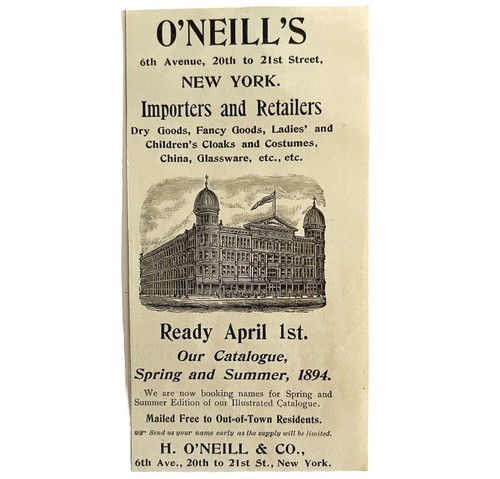 O'NEILL'S
6th Avenue, 20th to 21st Street,
NEW YORK.
Importers and Retailers
Dry Goods, Fancy Goods, Ladies' and
Children's Cloaks and Costumes,
China, Glassware, etc., etc.
Ready April 1st.
Our Catalogue,
Spring and Summer, 1894.
We are now booking names for Spring and
Summer Edition of our Illustrated Catalogue.
Mailed Free to Out-of-Town Residents.
☞ Send us your name early as the supply will be limited.
H. O'NEILL & CO.,
6th Ave., 20th to 21st St., New York.